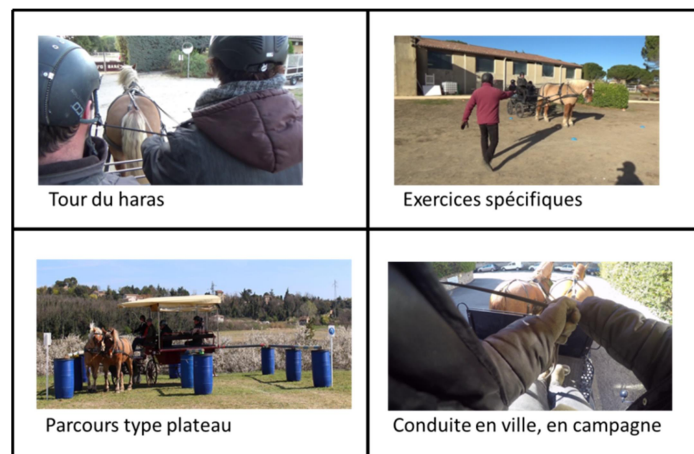 Tour du haras
Exercices spécifiques
Parcours type plateau
Conduite en ville, en campagne